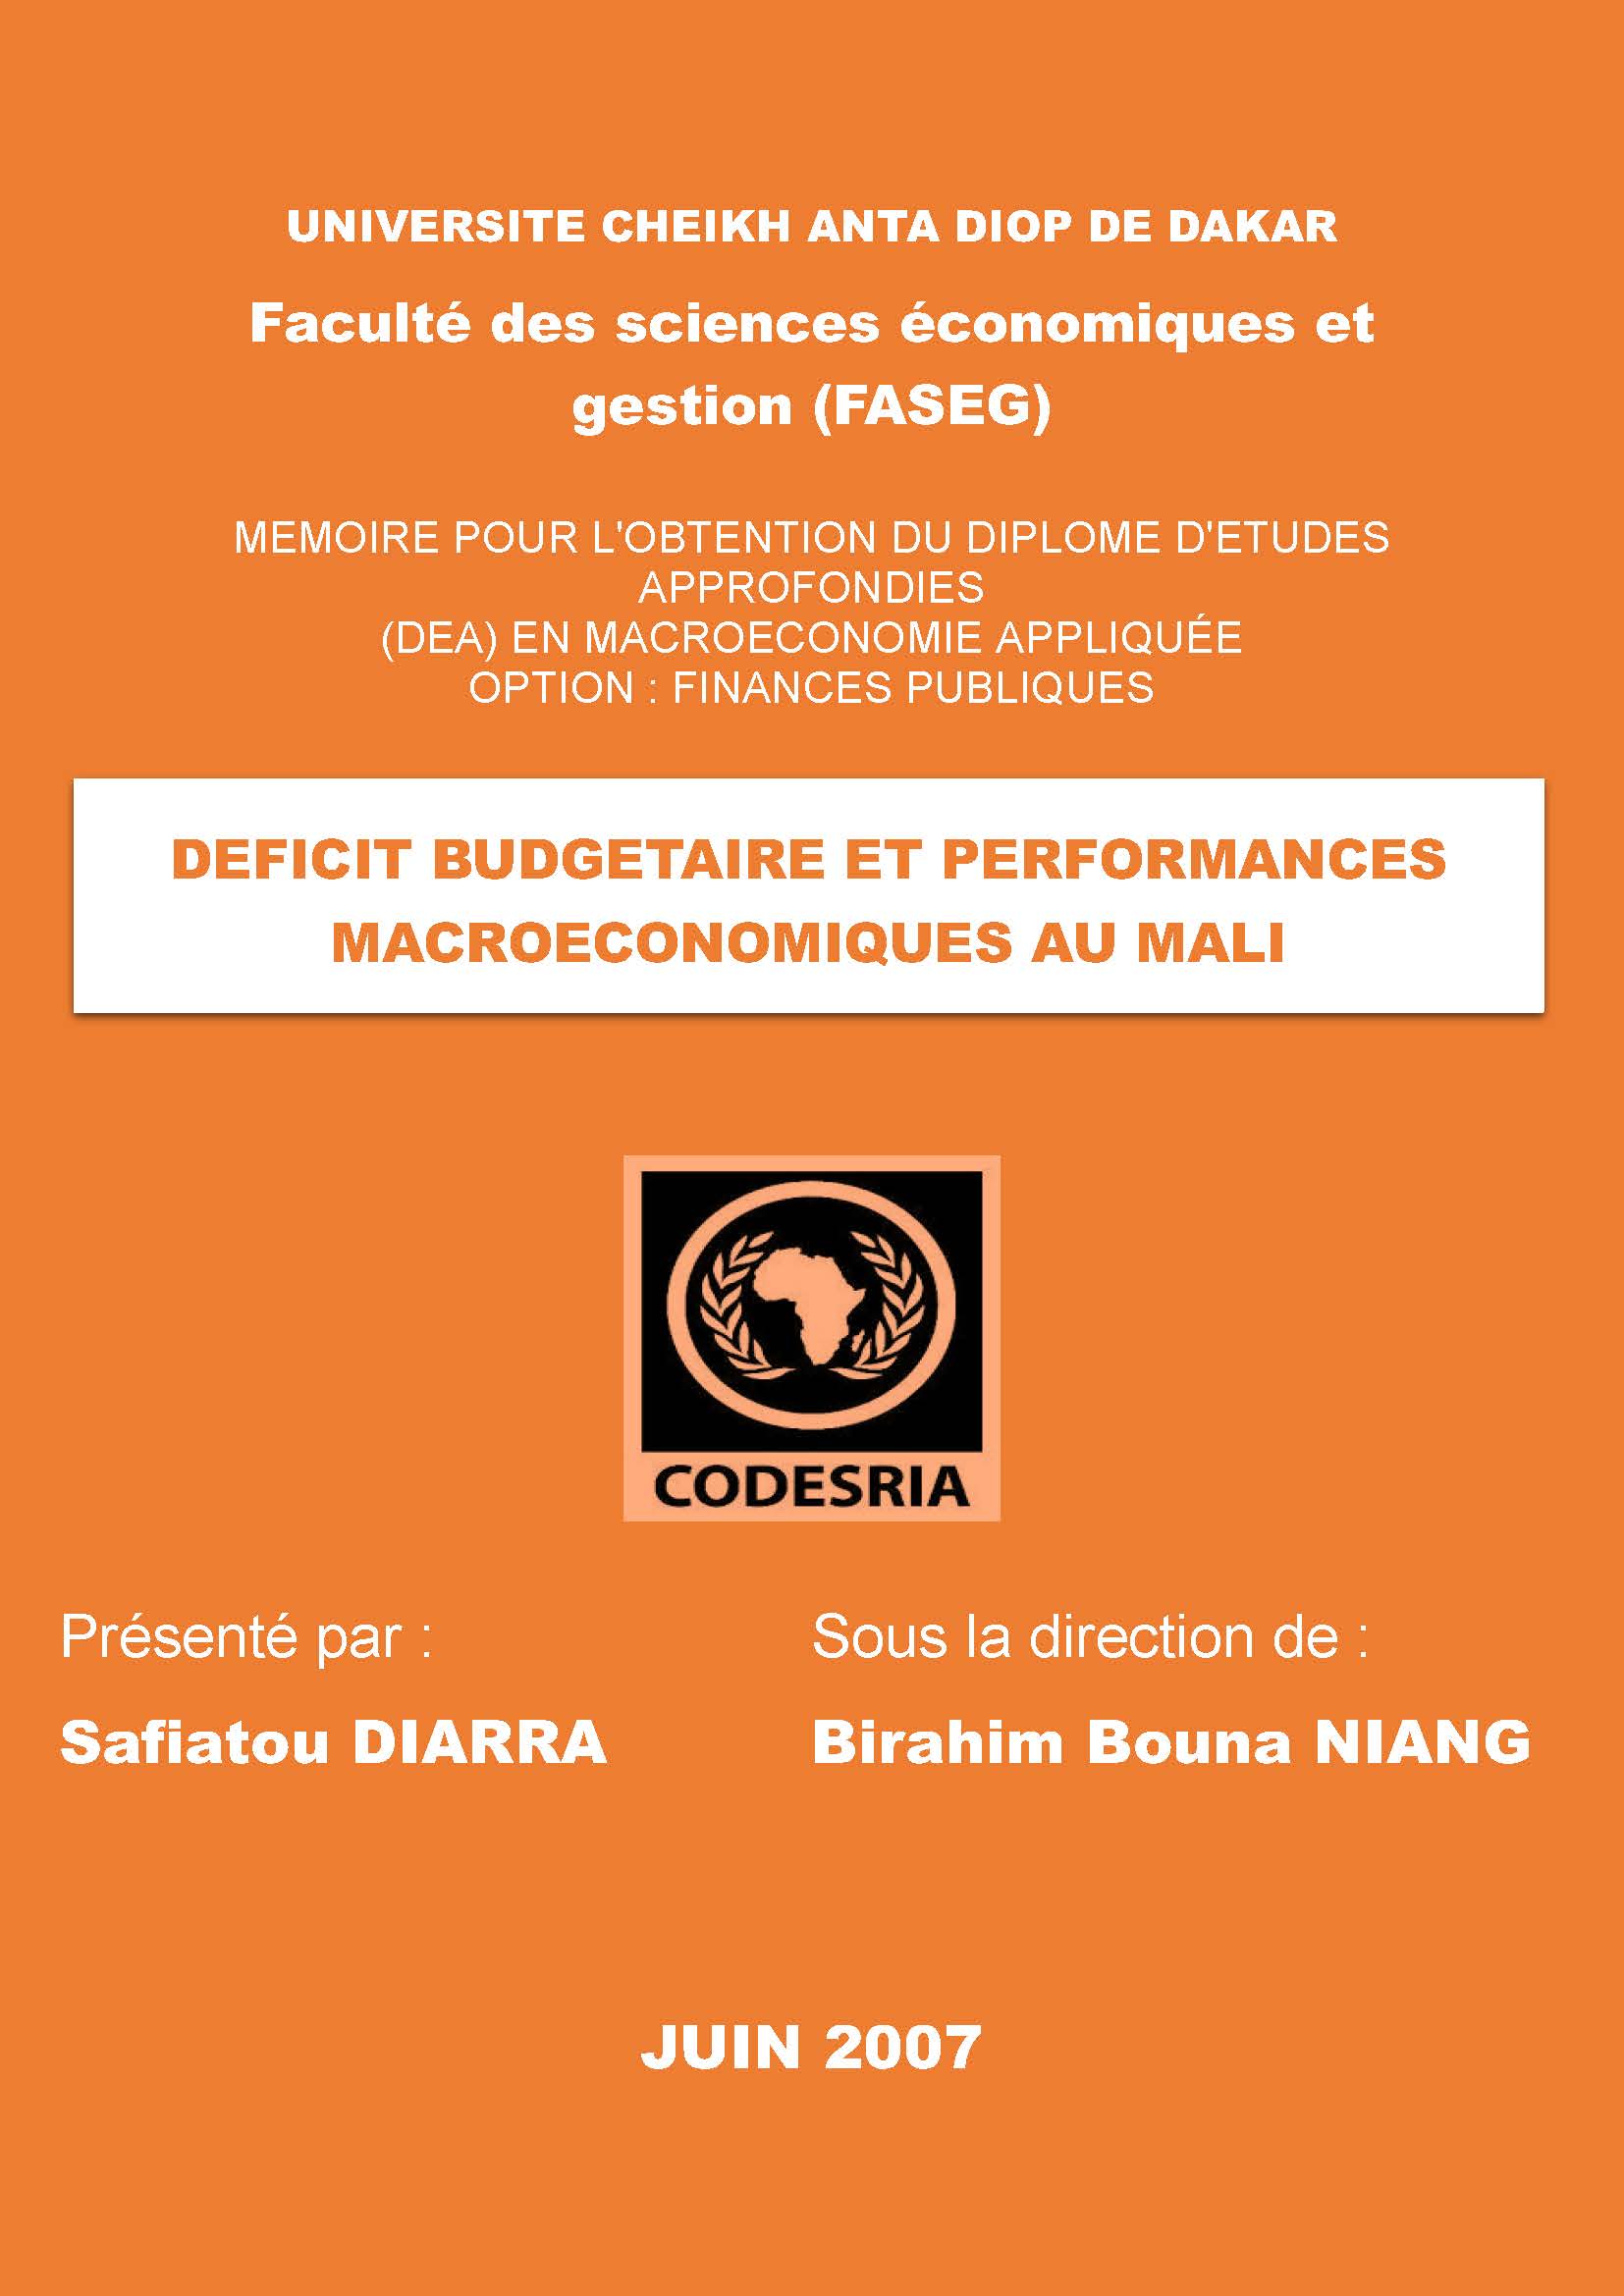 UNIVERSITE CHEIKH ANTA DIOP DE DAKAR
Faculté des sciences économiques et
gestion (FASEG)
MEMOIRE POUR L'OBTENTION DU DIPLOME D'ETUDES
APPROFONDIES
(DEA) EN MACROECONOMIE APPLIQUÉE
OPTION : FINANCES PUBLIQUES
DEFICIT BUDGETAIRE ET PERFORMANCES
MACROECONOMIQUES AU MALI
CODESRIA
Présenté par :
Safiatou DIARRA
Sous la direction de :
Birahim Bouna NIANG
JUIN 2007